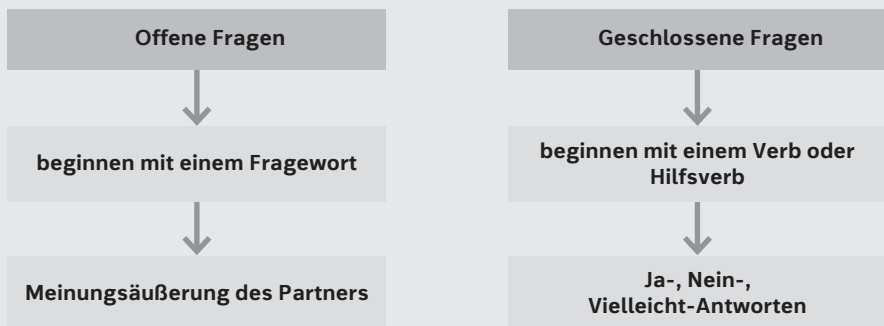 Offene Fragen
beginnen mit einem Fragewort
Meinungsäußerung des Partners
Geschlossene Fragen
beginnen mit einem Verb oder
Hilfsverb
Ja-, Nein-,
Vielleicht-Antworten